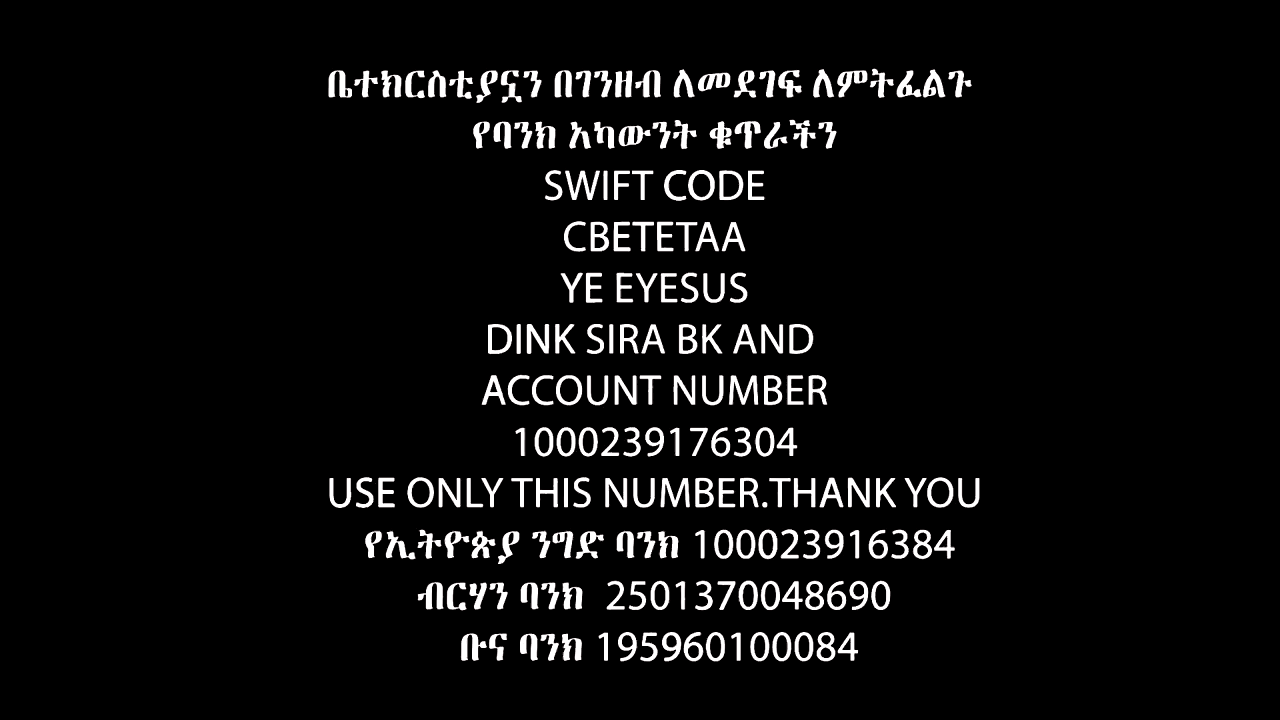 ቤተክርስቲያኗን በገንዘብ ለመደገፍ ለምትፈልጉ
የባንክ አካውንት ቁጥራችን
SWIFT CODE
CBETETAA
YE EYESUS
DINK SIRA BK AND
ACCOUNT NUMBER
1000239176304
USE ONLY THIS NUMBER.THANK YOU
የኢትዮጵያ ንግድ ባንክ 100023916384
ብርሃን ባንክ 2501370048690
ቡና ባንክ 195960100084